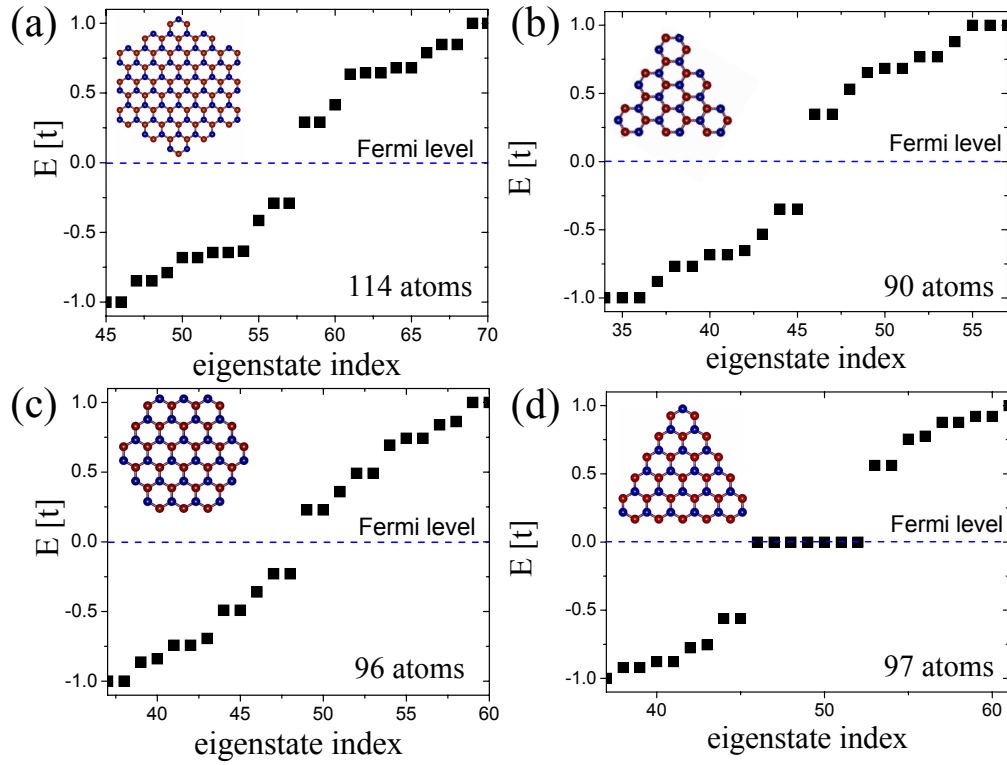 (a)
1.0
0.5
0.0
-0.5
-1.0
E [t]
Fermi level
114 atoms
45 50 55 60 65 70
eigenstate index
(b)
1.0
0.5
0.0
-0.5
-1.0
E [t]
Fermi level
90 atoms
35 40 45 50 55
eigenstate index
(c)
1.0
0.5
0.0
-0.5
-1.0
E [t]
Fermi level
96 atoms
40 45 50 55 60
eigenstate index
(d)
1.0
0.5
0.0
-0.5
-1.0
E [t]
Fermi level
97 atoms
40 50 60
eigenstate index